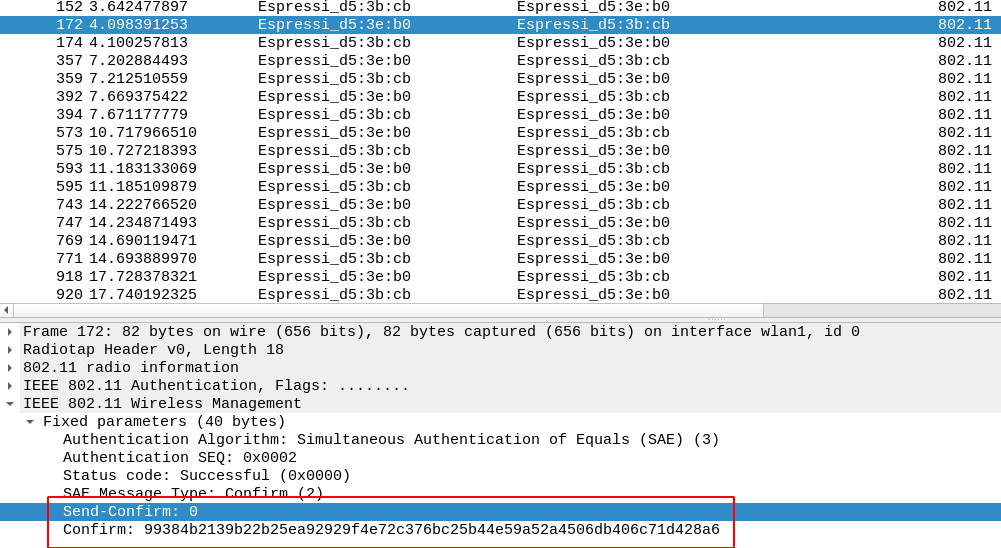 152 3.642477897 Espressi_d5:3b:cb Espressi_d5:3e:b0 802.11
172 4.098391253 Espressi_d5:3e:b0 Espressi_d5:3b:cb 802.11
174 4.100257813 Espressi_d5:3b:cb Espressi_d5:3e:b0 802.11
357 7.202884493 Espressi_d5:3e:b0 Espressi_d5:3b:cb 802.11
359 7.212510559 Espressi_d5:3b:cb Espressi_d5:3e:b0 802.11
392 7.669375422 Espressi_d5:3e:b0 Espressi_d5:3b:cb 802.11
394 7.671177779 Espressi_d5:3b:cb Espressi_d5:3e:b0 802.11
573 10.717966510 Espressi_d5:3e:b0 Espressi_d5:3b:cb 802.11
575 10.727218393 Espressi_d5:3b:cb Espressi_d5:3e:b0 802.11
593 11.183133069 Espressi_d5:3e:b0 Espressi_d5:3b:cb 802.11
595 11.185109879 Espressi_d5:3b:cb Espressi_d5:3e:b0 802.11
743 14.222766520 Espressi_d5:3e:b0 Espressi_d5:3b:cb 802.11
747 14.234871493 Espressi_d5:3b:cb Espressi_d5:3e:b0 802.11
769 14.690119471 Espressi_d5:3e:b0 Espressi_d5:3b:cb 802.11
771 14.693889970 Espressi_d5:3b:cb Espressi_d5:3e:b0 802.11
918 17.728378321 Espressi_d5:3e:b0 Espressi_d5:3b:cb 802.11
920 17.740192325 Espressi_d5:3b:cb Espressi_d5:3e:b0 802.11
Frame 172: 82 bytes on wire (656 bits), 82 bytes captured (656 bits) on interface wlan1, id 0
Radiotap Header v0, Length 18
802.11 radio information
IEEE 802.11 Authentication, Flags: ........
IEEE 802.11 Wireless Management
Fixed parameters (40 bytes)
Authentication Algorithm: Simultaneous Authentication of Equals (SAE) (3)
Authentication SEQ: 0x0002
Status code: Successful (0x0000)
SAE Message Type: Confirm (2)
Send-Confirm: 0
Confirm: 99384b2139b22b25ea92929f4e72c376bc25b44e59a52a4506db406c71d428a6